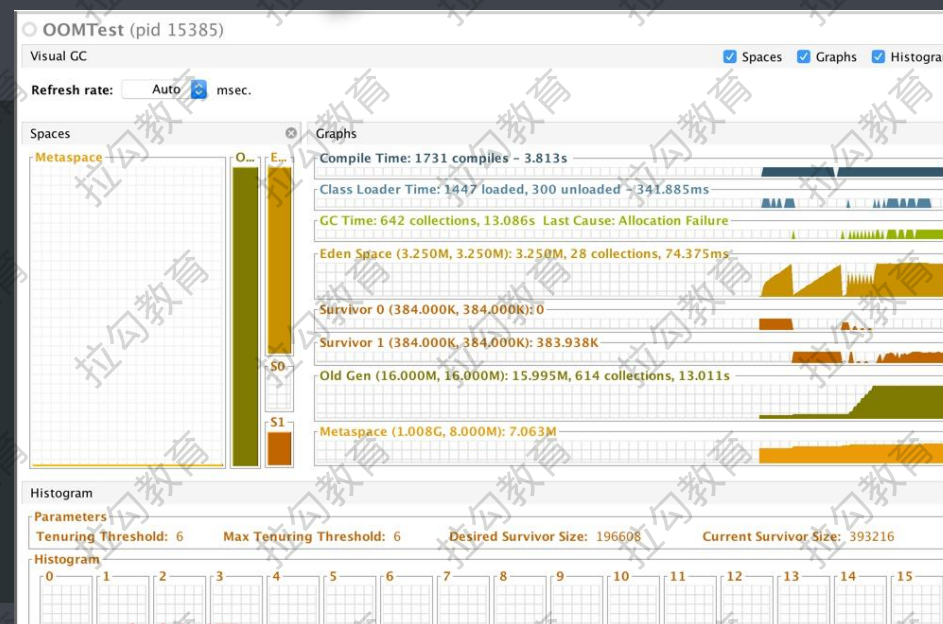 OOMTest (pid 15385)
Visual GC
Spaces Graphs Histogra
Refresh rate: Auto msec.
Spaces
Graphs
Metaspace
O...
E...
S0
S1
Compile Time: 1731 compiles - 3.813s
Class Loader Time: 1447 loaded, 300 unloaded - 341.885ms
GC Time: 642 collections, 13.086s Last Cause: Allocation Failure
Eden Space (3.250M, 3.250M): 3.250M, 28 collections, 74.375ms
Survivor 0 (384.000K, 384.000K): 0
Survivor 1 (384.000K, 384.000K): 383.938K
Old Gen (16.000M, 16.000M): 15.995M, 614 collections, 13.011s
Metaspace (1.008G, 8.000M): 7.063M
Histogram
Parameters
Tenuring Threshold: 6 Max Tenuring Threshold: 6 Desired Survivor Size: 196608 Current Survivor Size: 393216
Histogram
0 1 2 3 4 5 6 7 8 9 10 11 12 13 14 15
拉勾教育